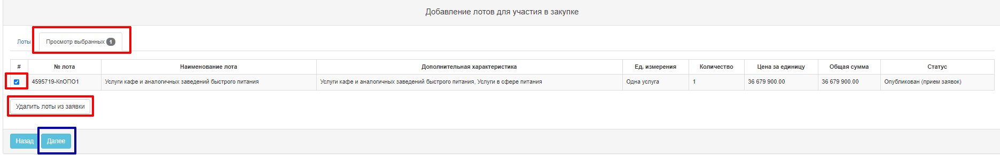 Добавление лотов для участия в закупке
Лоты Просмотр выбранных 1
# № лота Наименование лота Дополнительная характеристика Ед. измерения Количество Цена за единицу Общая сумма Статус
4595719-КпОПО1 Услуги кафе и аналогичных заведений быстрого питания Услуги кафе и аналогичных заведений быстрого питания, Услуги в сфере питания Одна услуга 1 36 679 900.00 36 679 900.00 Опубликован (прием заявок)
Удалить лоты из заявки
Назад Далее